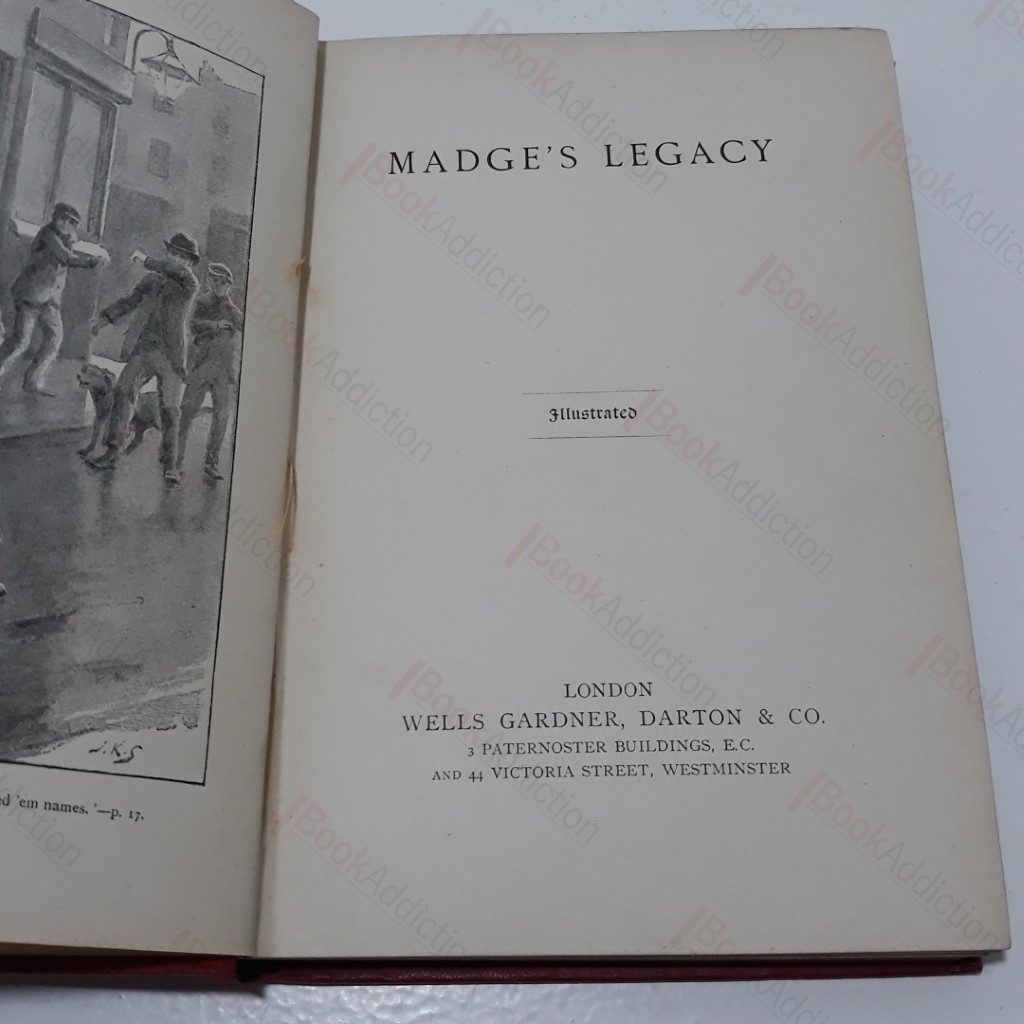 J.K.S
ed 'em names.'—p. 17.
MADGE'S LEGACY
Illustrated
LONDON
WELLS GARDNER, DARTON & CO.
3 PATERNOSTER BUILDINGS, E.C.
AND 44 VICTORIA STREET, WESTMINSTER
BookAddiction